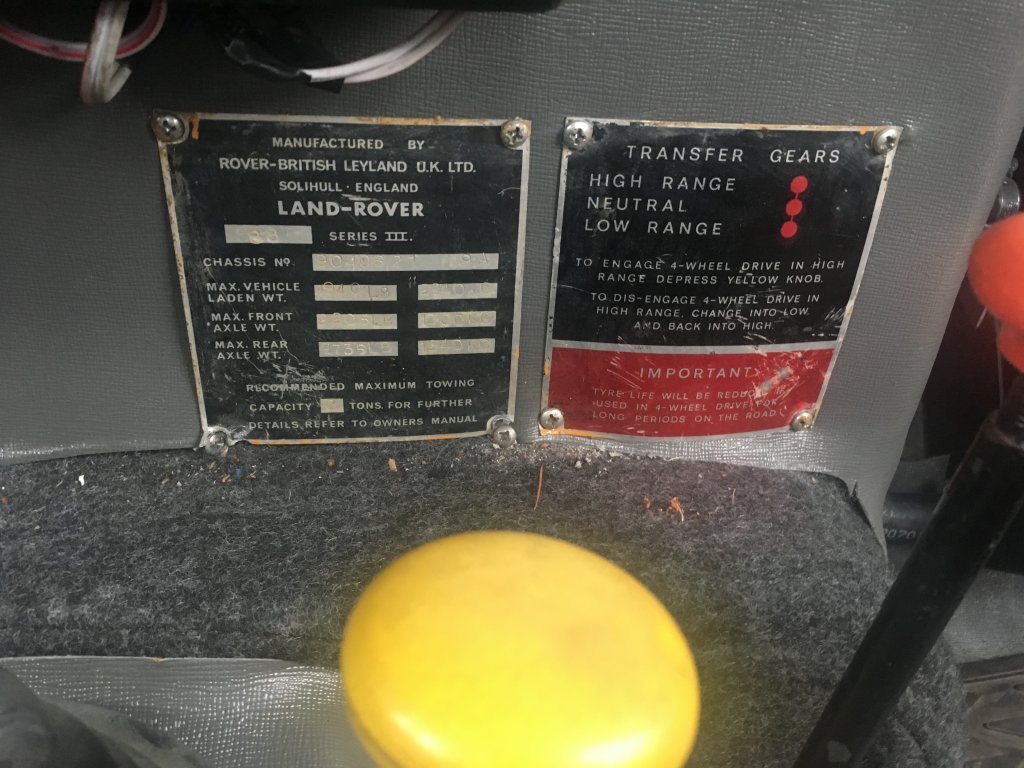 MANUFACTURED BY
ROVER-BRITISH LEYLAND U.K. LTD.
SOLIHULL · ENGLAND
LAND-ROVER
88 SERIES III.
CHASSIS Nº
MAX. VEHICLE
LADEN WT.
MAX. FRONT
AXLE WT.
MAX. REAR
AXLE WT.
RECOMMENDED MAXIMUM TOWING
CAPACITY TONS. FOR FURTHER
DETAILS REFER TO OWNERS MANUAL
TRANSFER GEARS
HIGH RANGE
NEUTRAL
LOW RANGE
TO ENGAGE 4-WHEEL DRIVE IN HIGH
RANGE DEPRESS YELLOW KNOB.
TO DIS-ENGAGE 4-WHEEL DRIVE IN
HIGH RANGE, CHANGE INTO LOW,
AND BACK INTO HIGH.
IMPORTANT
TYRE LIFE WILL BE REDUCED IF
USED IN 4-WHEEL DRIVE FOR
LONG PERIODS ON THE ROAD.